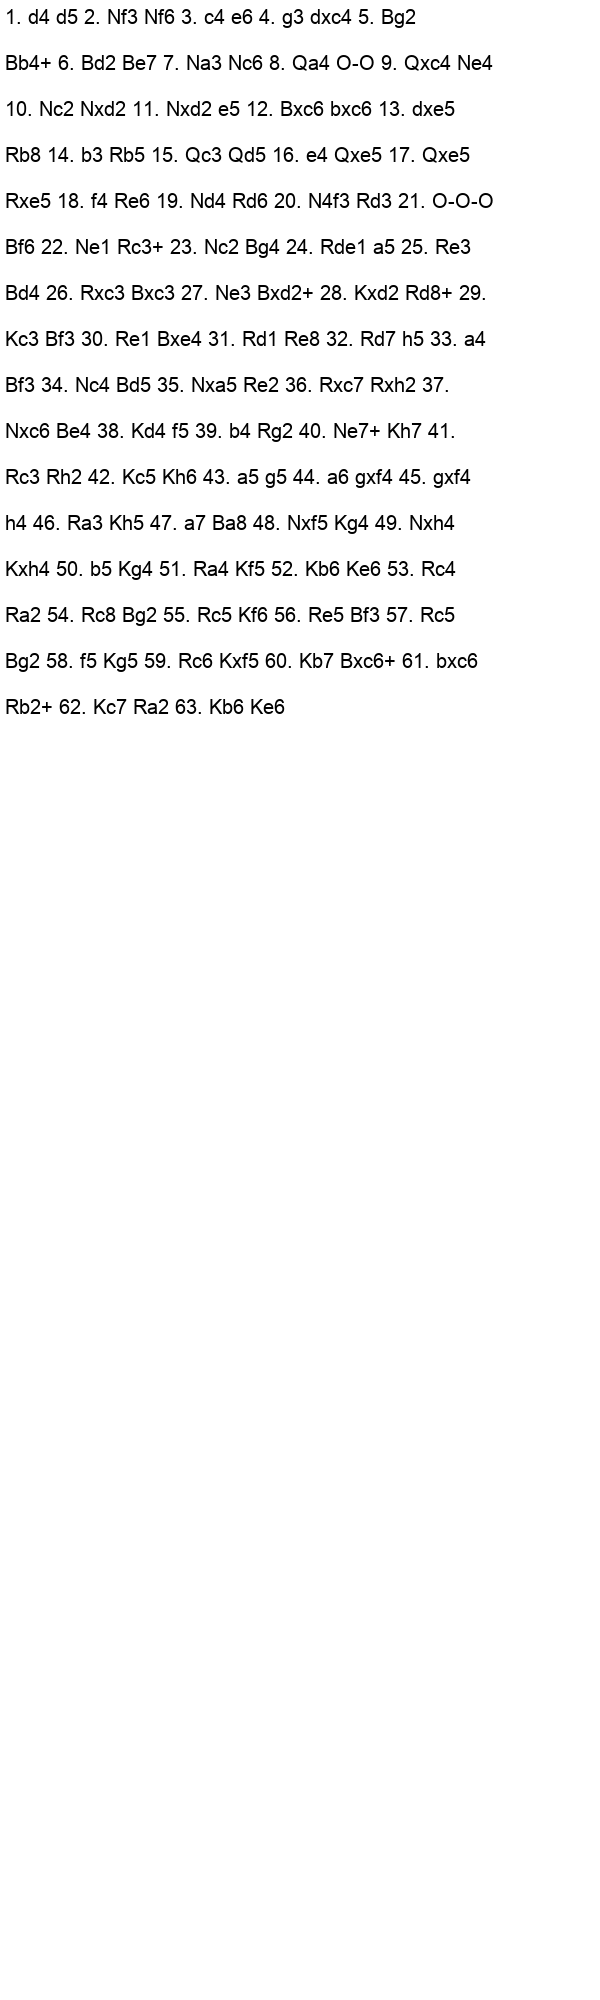 1. d4 d5 2. Nf3 Nf6 3. c4 e6 4. g3 dxc4 5. Bg2
Bb4+ 6. Bd2 Be7 7. Na3 Nc6 8. Qa4 O-O 9. Qxc4 Ne4
10. Nc2 Nxd2 11. Nxd2 e5 12. Bxc6 bxc6 13. dxe5
Rb8 14. b3 Rb5 15. Qc3 Qd5 16. e4 Qxe5 17. Qxe5
Rxe5 18. f4 Re6 19. Nd4 Rd6 20. N4f3 Rd3 21. O-O-O
Bf6 22. Ne1 Rc3+ 23. Nc2 Bg4 24. Rde1 a5 25. Re3
Bd4 26. Rxc3 Bxc3 27. Ne3 Bxd2+ 28. Kxd2 Rd8+ 29.
Kc3 Bf3 30. Re1 Bxe4 31. Rd1 Re8 32. Rd7 h5 33. a4
Bf3 34. Nc4 Bd5 35. Nxa5 Re2 36. Rxc7 Rxh2 37.
Nxc6 Be4 38. Kd4 f5 39. b4 Rg2 40. Ne7+ Kh7 41.
Rc3 Rh2 42. Kc5 Kh6 43. a5 g5 44. a6 gxf4 45. gxf4
h4 46. Ra3 Kh5 47. a7 Ba8 48. Nxf5 Kg4 49. Nxh4
Kxh4 50. b5 Kg4 51. Ra4 Kf5 52. Kb6 Ke6 53. Rc4
Ra2 54. Rc8 Bg2 55. Rc5 Kf6 56. Re5 Bf3 57. Rc5
Bg2 58. f5 Kg5 59. Rc6 Kxf5 60. Kb7 Bxc6+ 61. bxc6
Rb2+ 62. Kc7 Ra2 63. Kb6 Ke6